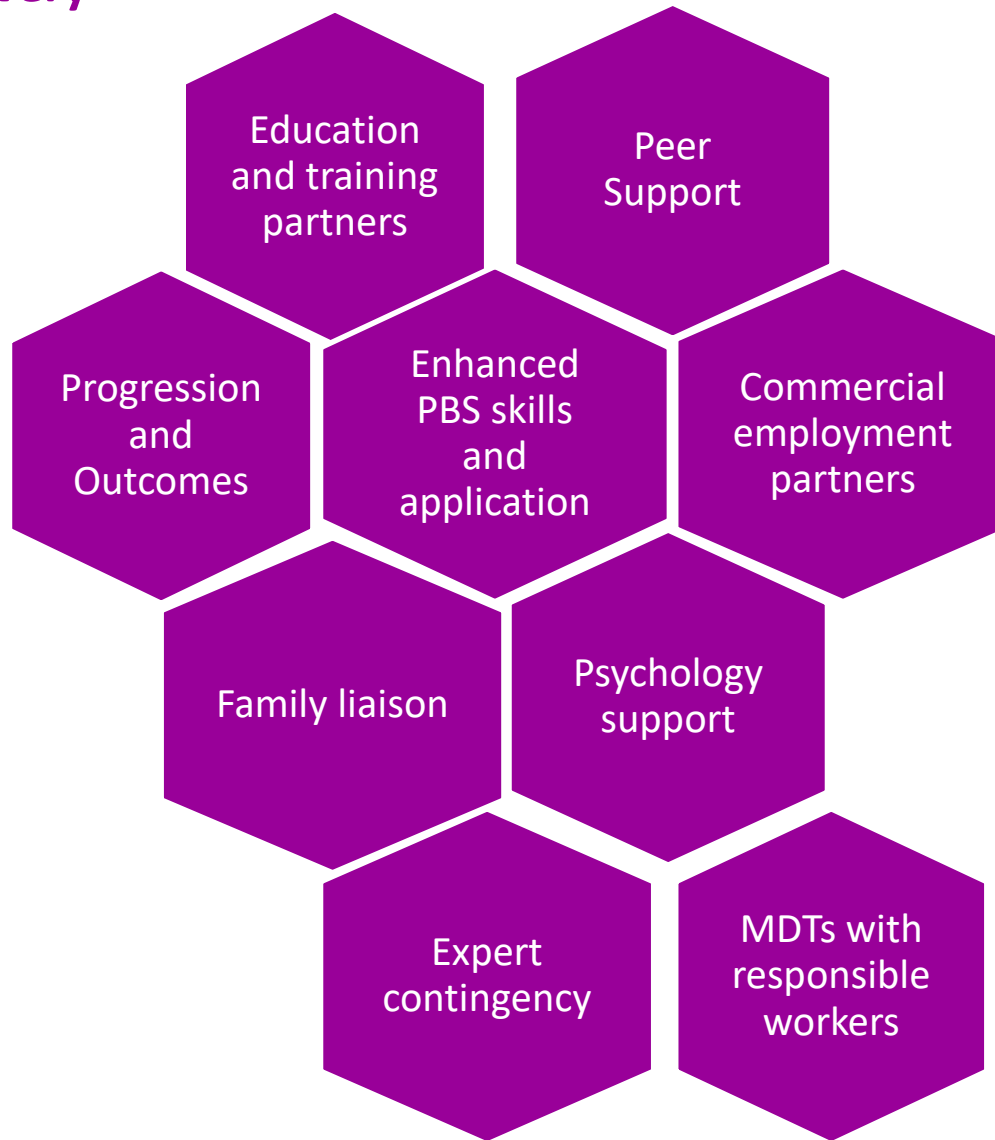 Education
and training
partners
Peer
Support
Progression
and
Outcomes
Enhanced
PBS skills
and
application
Commercial
employment
partners
Family liaison
Psychology
support
Expert
contingency
MDTs with
responsible
workers